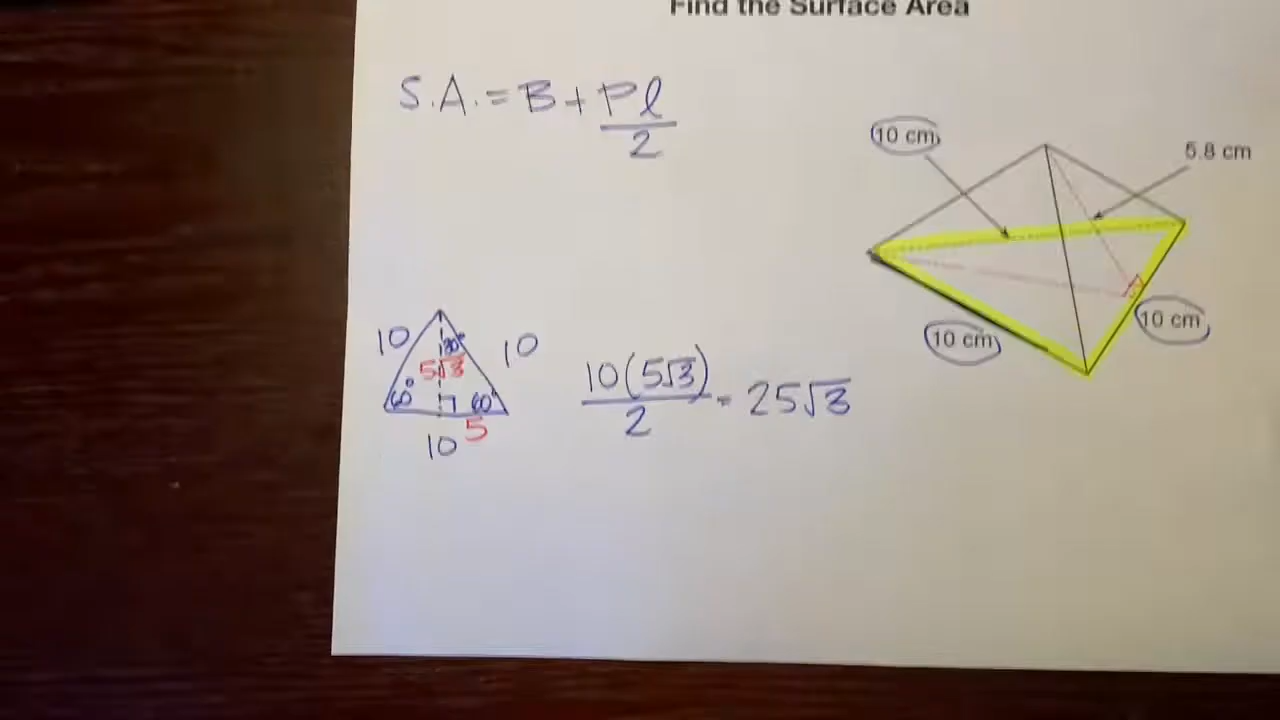 Find the Surface Area
S.A. = B + Pl/2
10 cm
5.8 cm
10 cm
10 cm
10
30°
10
5√3
60°
60°
5
10
10(5√3)/2 = 25√3